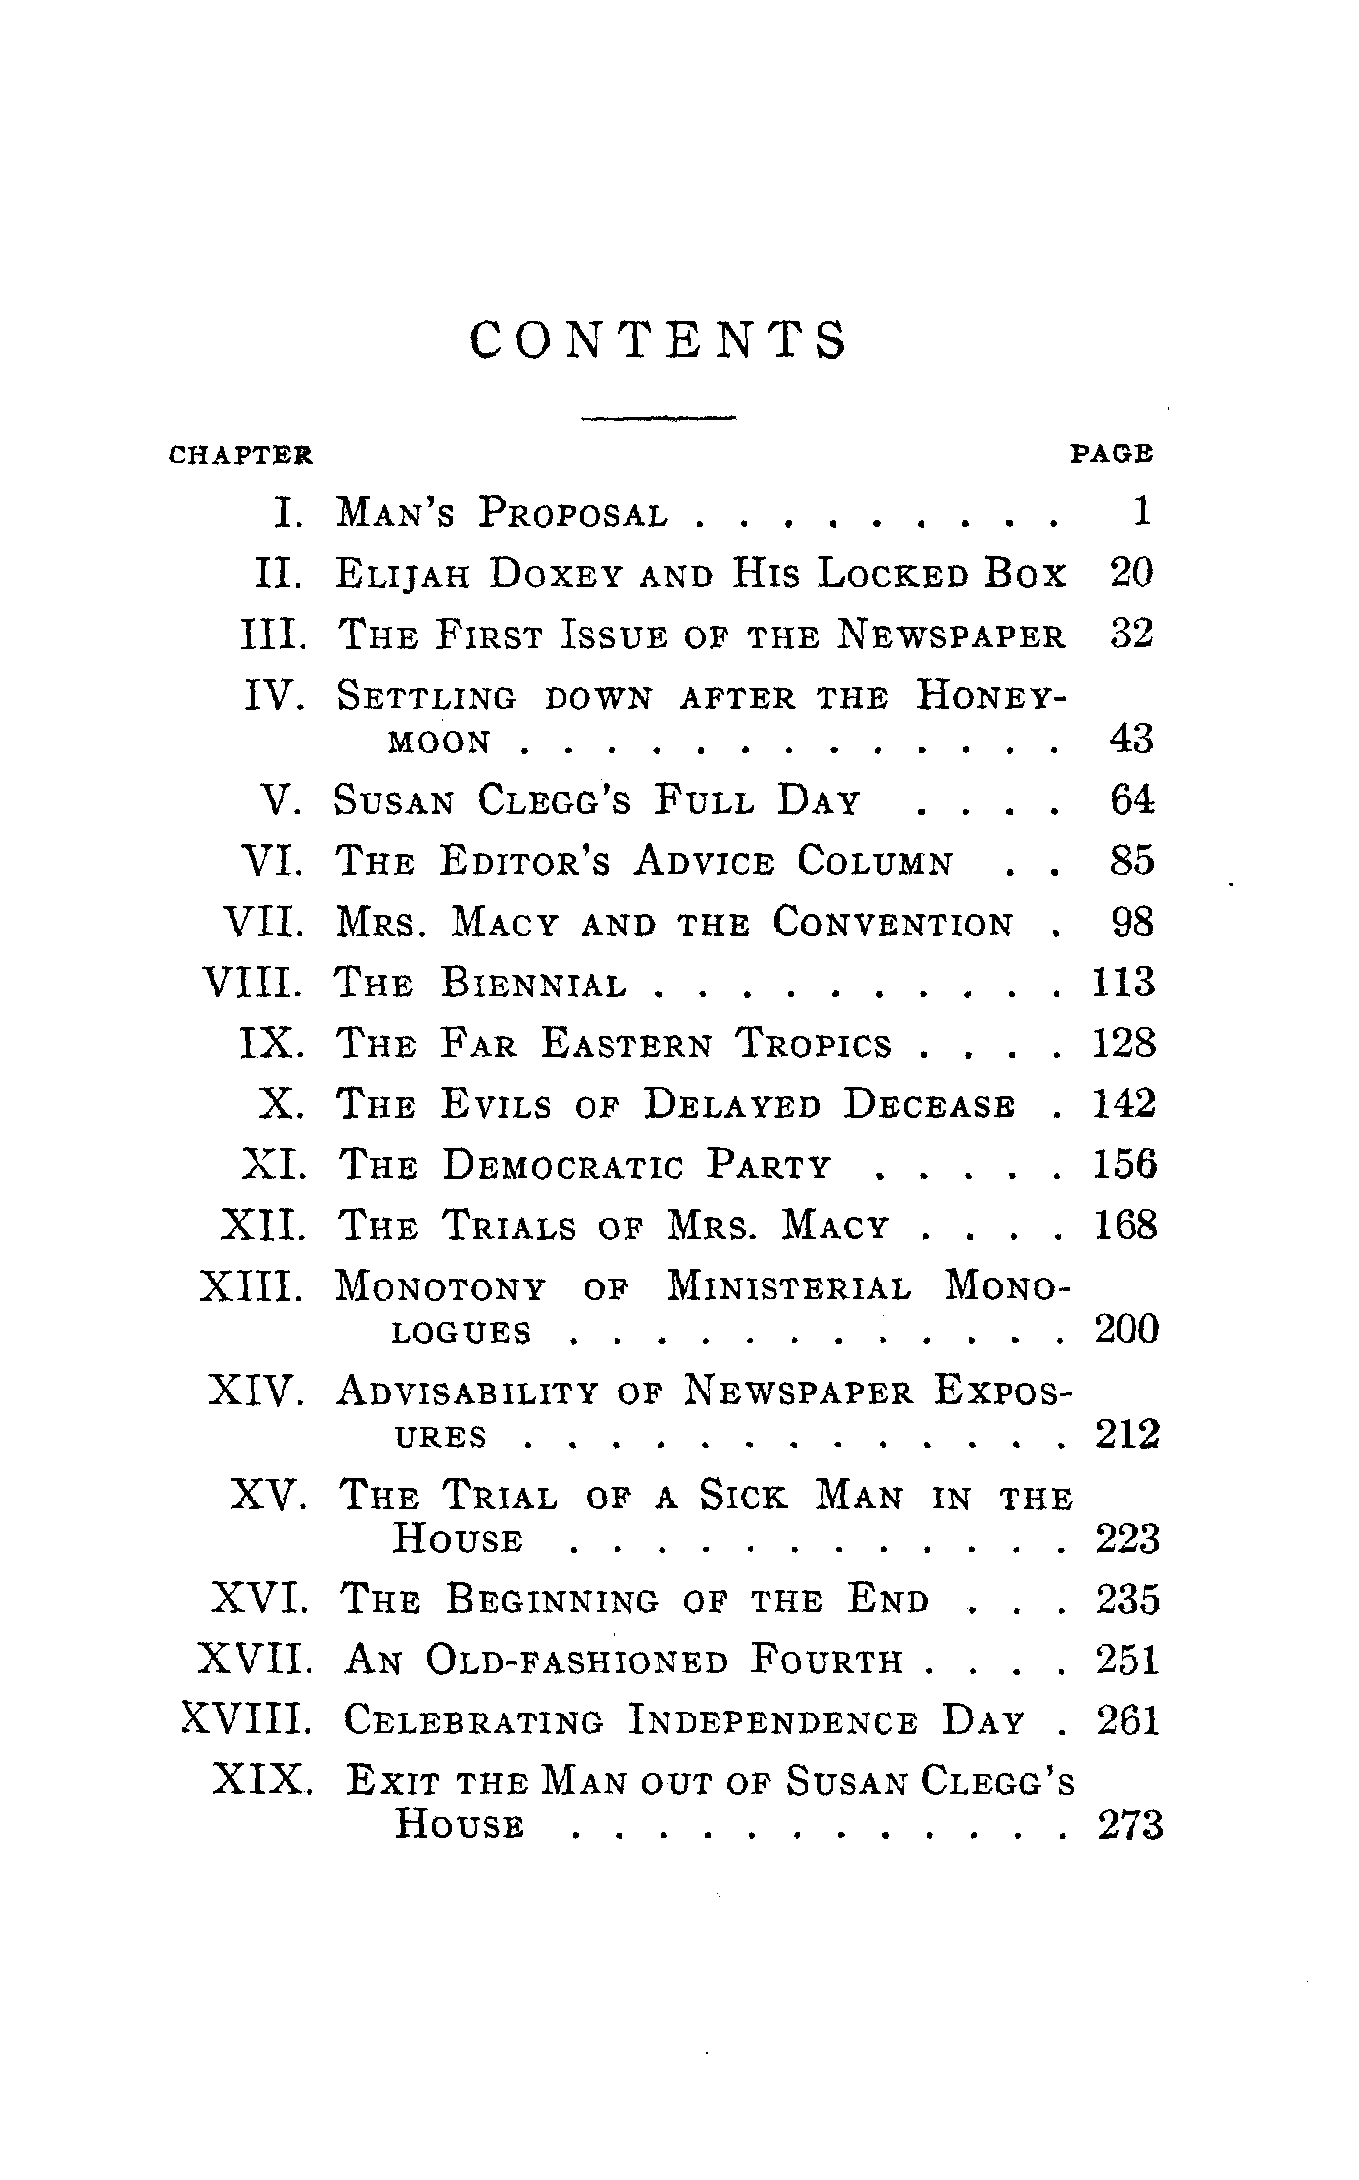 CONTENTS
CHAPTER PAGE
I. MAN'S PROPOSAL . . . . . . . . . 1
II. ELIJAH DOXEY AND HIS LOCKED BOX 20
III. THE FIRST ISSUE OF THE NEWSPAPER 32
IV. SETTLING DOWN AFTER THE HONEY-
MOON . . . . . . . . . . . . . 43
V. SUSAN CLEGG'S FULL DAY . . . . 64
VI. THE EDITOR'S ADVICE COLUMN . . 85
VII. MRS. MACY AND THE CONVENTION . 98
VIII. THE BIENNIAL . . . . . . . . . . 113
IX. THE FAR EASTERN TROPICS . . . . 128
X. THE EVILS OF DELAYED DECEASE . 142
XI. THE DEMOCRATIC PARTY . . . . . 156
XII. THE TRIALS OF MRS. MACY . . . . 168
XIII. MONOTONY OF MINISTERIAL MONO-
LOGUES . . . . . . . . . . . . 200
XIV. ADVISABILITY OF NEWSPAPER EXPOS-
URES . . . . . . . . . . . . . 212
XV. THE TRIAL OF A SICK MAN IN THE
HOUSE . . . . . . . . . . . . 223
XVI. THE BEGINNING OF THE END . . . 235
XVII. AN OLD-FASHIONED FOURTH . . . . 251
XVIII. CELEBRATING INDEPENDENCE DAY . 261
XIX. EXIT THE MAN OUT OF SUSAN CLEGG'S
HOUSE . . . . . . . . . . . . 273